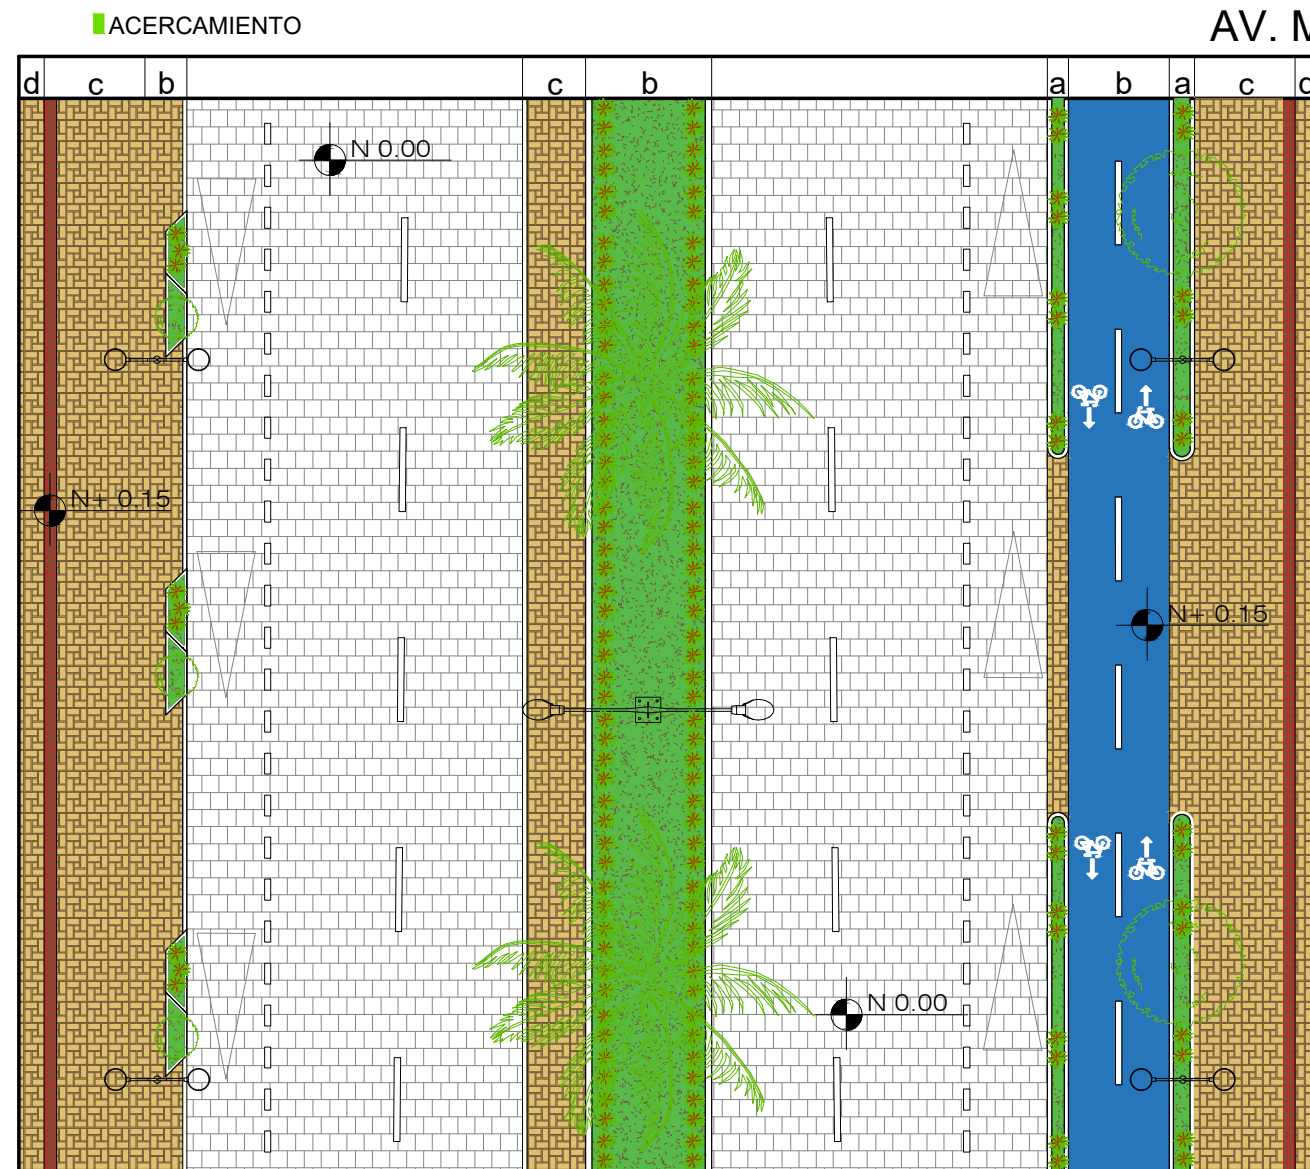 ACERCAMIENTO
AV. M
d c b c b a b a c d
N 0.00
N+ 0.15
N+ 0.15
N 0.00